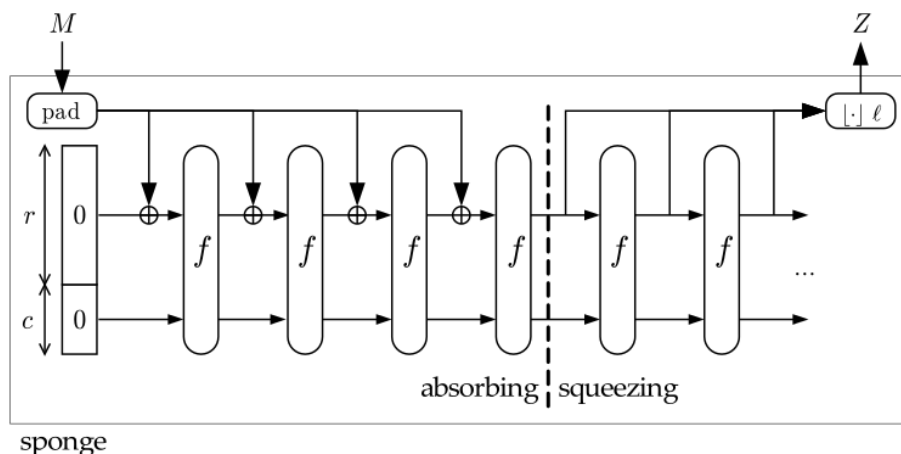 M Z
pad ⌊·⌋ ℓ
r 0 f f f f f f
c 0 ...
absorbing squeezing
sponge